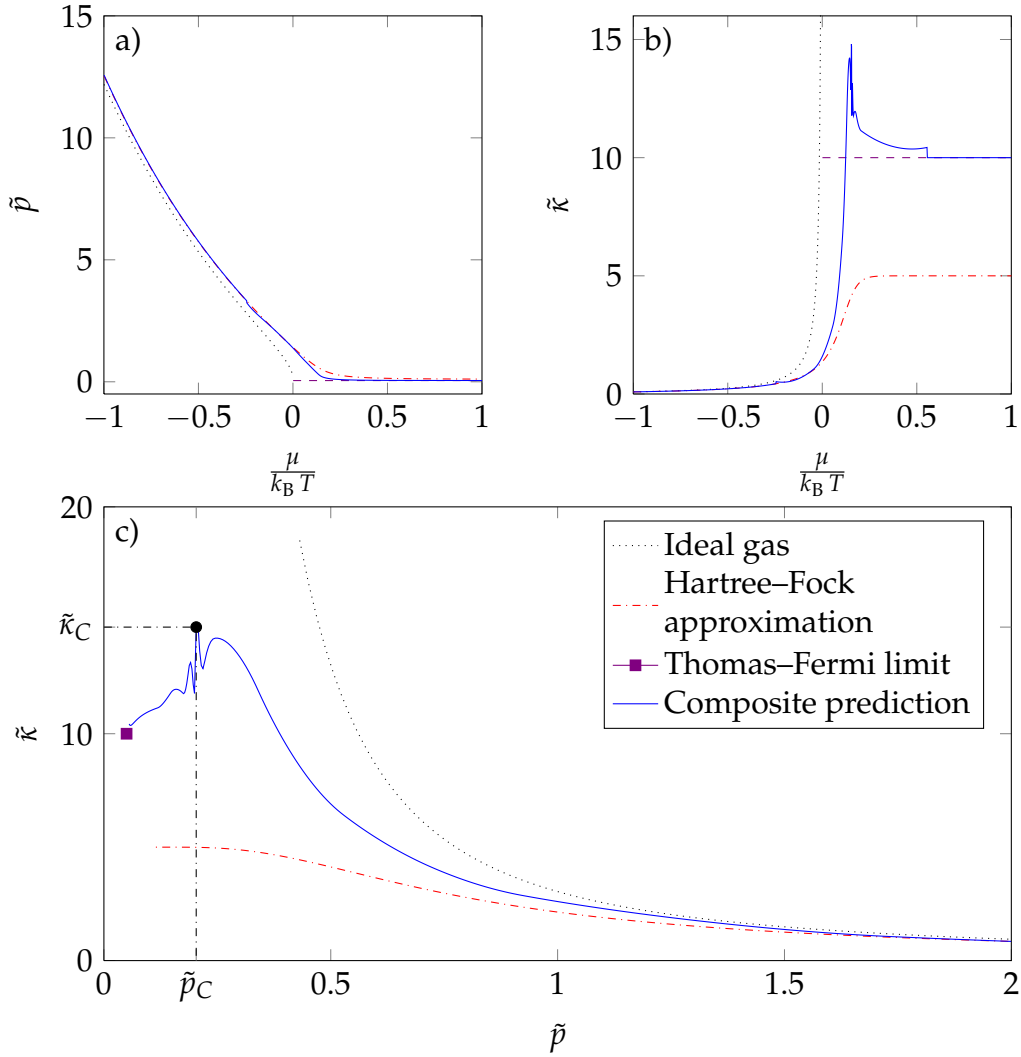 a)
15
10
5
0
p̃
−1
−0.5
0
0.5
1
μ
k_B T
b)
15
10
5
0
κ̃
−1
−0.5
0
0.5
1
μ
k_B T
c)
20
κ̃_C
10
0
κ̃
0
p̃_C
0.5
1
1.5
2
p̃
Ideal gas
Hartree–Fock
approximation
Thomas–Fermi limit
Composite prediction